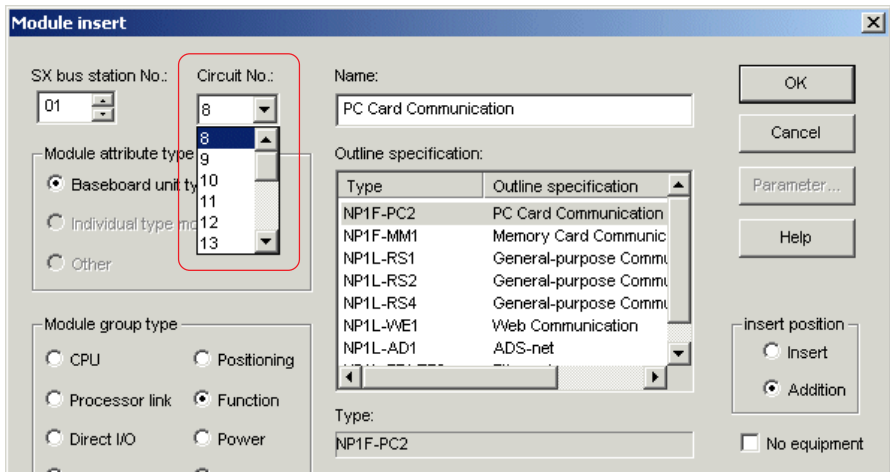 Module insert
SX bus station No.:
01
Circuit No.:
8
8
9
10
11
12
13
Name:
PC Card Communication
OK
Cancel
Parameter...
Help
Module attribute type
Baseboard unit ty
Individual type mo
Other
Outline specification:
Type Outline specification
NP1F-PC2 PC Card Communication
NP1F-MM1 Memory Card Communic
NP1L-RS1 General-purpose Commu
NP1L-RS2 General-purpose Commu
NP1L-RS4 General-purpose Commu
NP1L-WE1 Web Communication
NP1L-AD1 ADS-net
Module group type
CPU Positioning
Processor link Function
Direct I/O Power
Type:
NP1F-PC2
insert position
Insert
Addition
No equipment